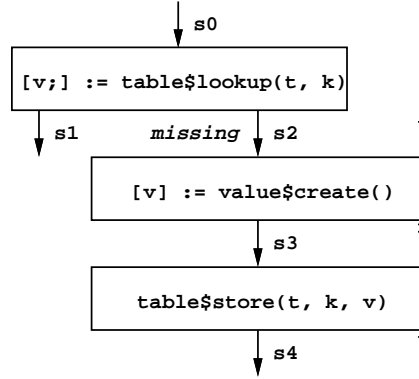 s0
[v;] := table$lookup(t, k)
s1 missing s2
[v] := value$create()
s3
table$store(t, k, v)
s4